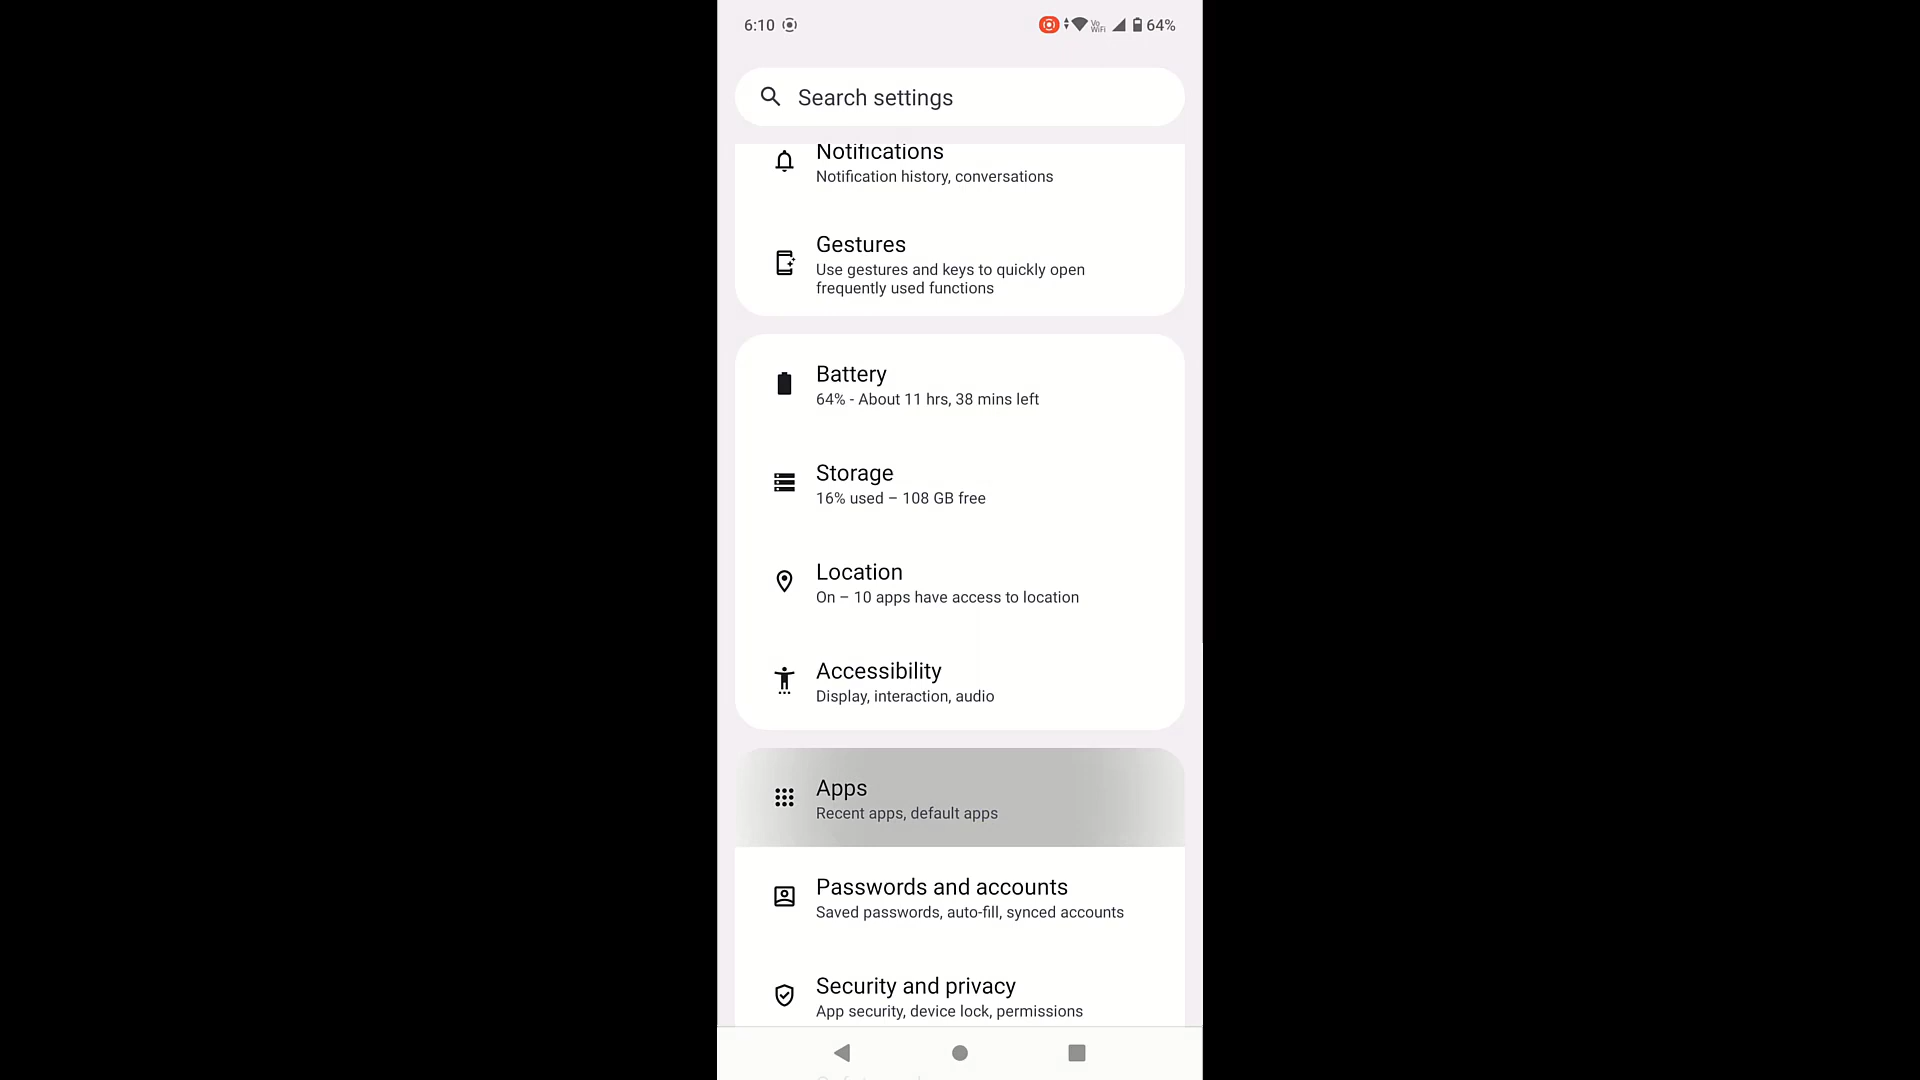 6:10
Vo
WiFi
64%
Search settings
Notifications
Notification history, conversations
Gestures
Use gestures and keys to quickly open
frequently used functions
Battery
64% - About 11 hrs, 38 mins left
Storage
16% used – 108 GB free
Location
On – 10 apps have access to location
Accessibility
Display, interaction, audio
Apps
Recent apps, default apps
Passwords and accounts
Saved passwords, auto-fill, synced accounts
Security and privacy
App security, device lock, permissions